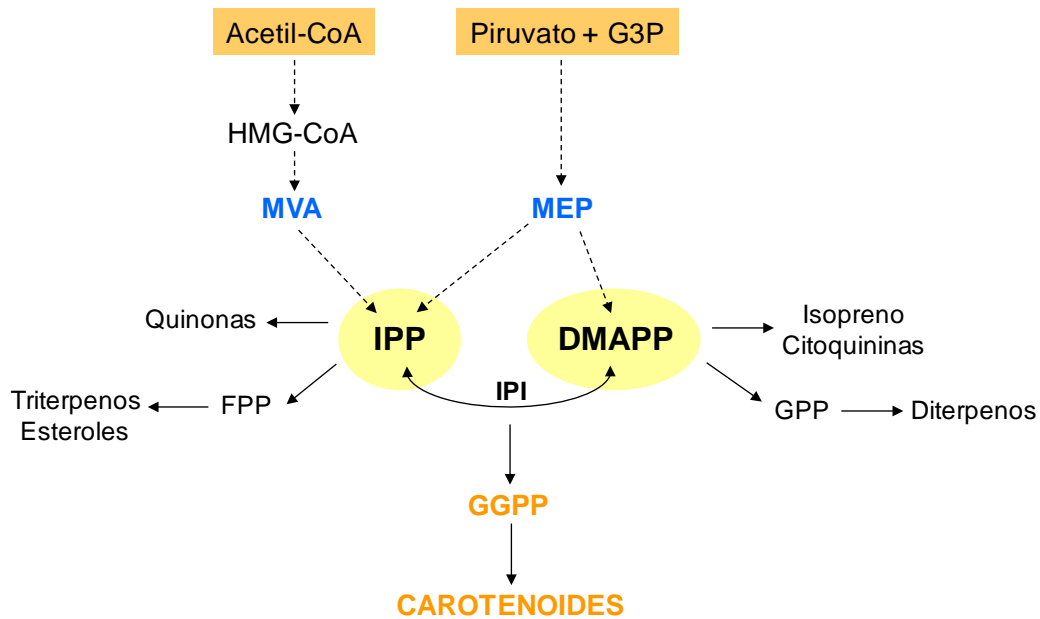 Acetil-CoA
Piruvato + G3P
HMG-CoA
MVA
MEP
Quinonas
IPP
DMAPP
Isopreno
Citoquininas
IPI
Triterpenos
Esteroles
FPP
GPP
Diterpenos
GGPP
CAROTENOIDES